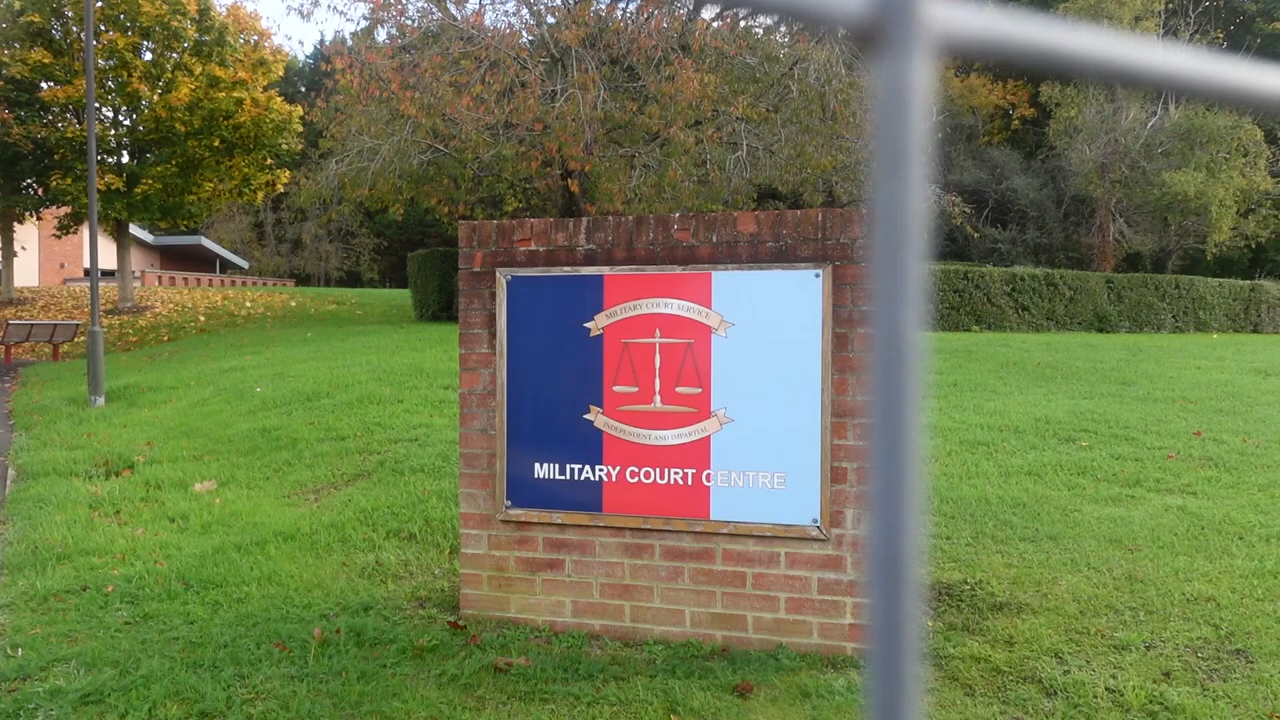 MILITARY COURT SERVICE
INDEPENDENT AND IMPARTIAL
MILITARY COURT CENTRE